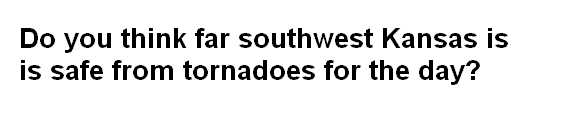 Do you think far southwest Kansas is
is safe from tornadoes for the day?